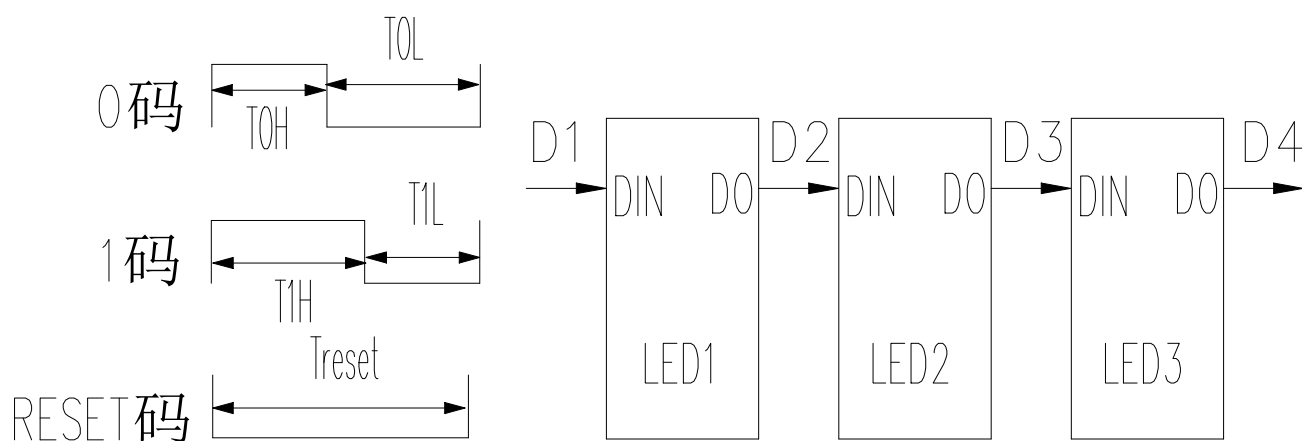 0码
T0H
T0L
1码
T1H
T1L
RESET码
Treset
D1
DIN
DO
LED1
D2
DIN
DO
LED2
D3
DIN
DO
LED3
D4